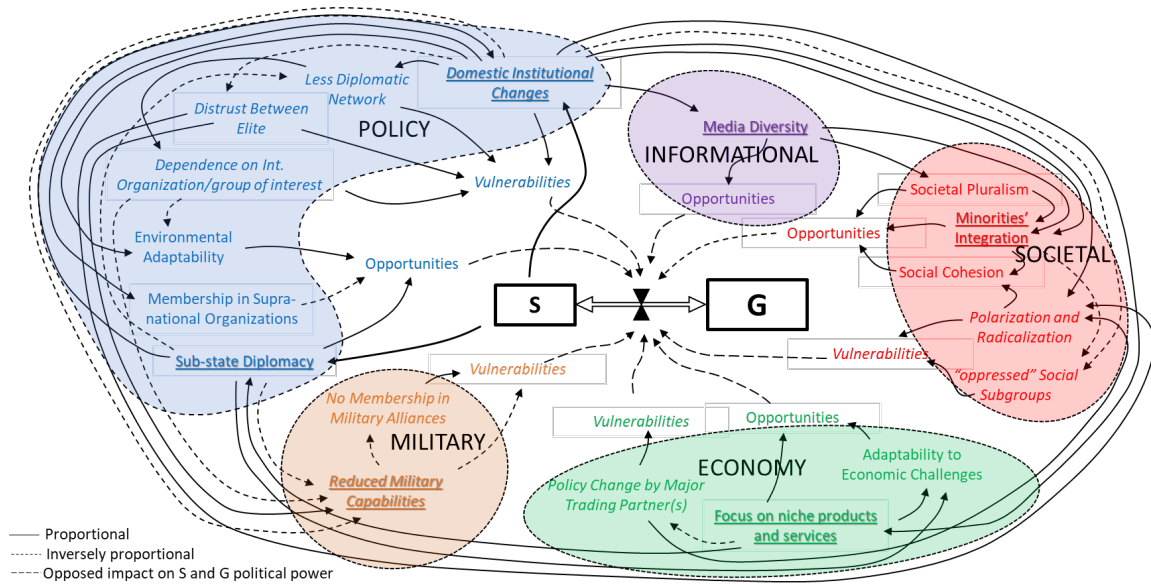 Domestic Institutional
Changes
Less Diplomatic
Network
Distrust Between
Elite
POLICY
Dependence on Int.
Organization/group of interest
Vulnerabilities
Environmental
Adaptability
Opportunities
Membership in Supra-
national Organizations
Sub-state Diplomacy
Media Diversity
INFORMATIONAL
Opportunities
Societal Pluralism
Minorities’
Integration
Opportunities
SOCIETAL
Social Cohesion
Polarization and
Radicalization
Vulnerabilities
“oppressed” Social
Subgroups
S
G
Vulnerabilities
No Membership in
Military Alliances
MILITARY
Reduced Military
Capabilities
Vulnerabilities
Opportunities
ECONOMY
Adaptability to
Economic Challenges
Policy Change by Major
Trading Partner(s)
Focus on niche products
and services
Proportional
Inversely proportional
Opposed impact on S and G political power